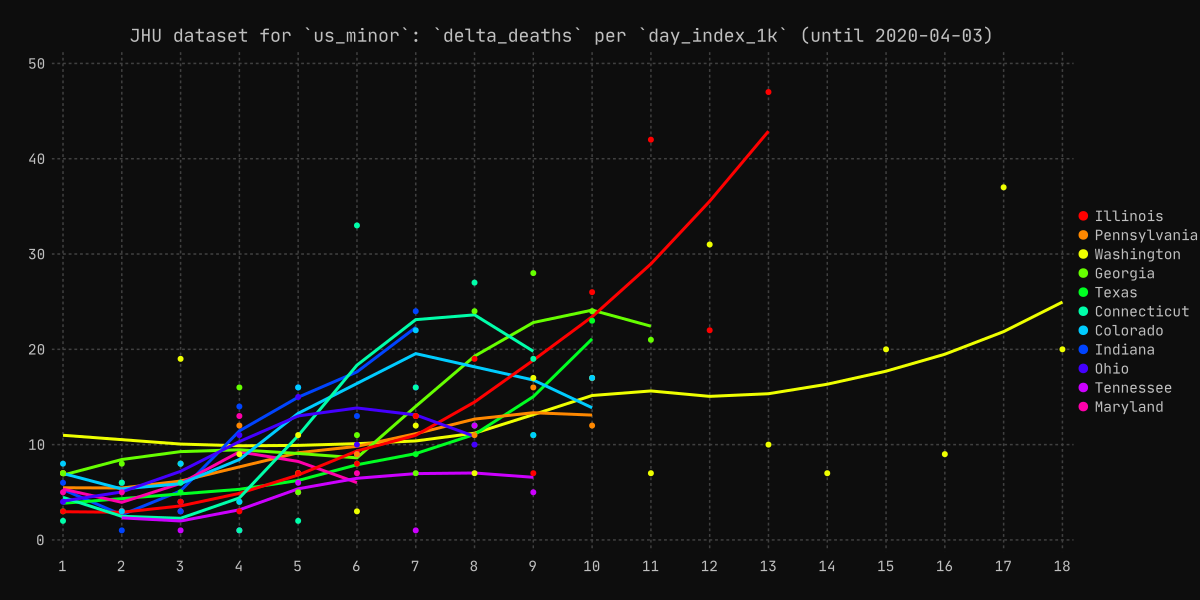 JHU dataset for `us_minor`: `delta_deaths` per `day_index_1k` (until 2020-04-03)
50
40
30
20
10
0
1 2 3 4 5 6 7 8 9 10 11 12 13 14 15 16 17 18
Illinois
Pennsylvania
Washington
Georgia
Texas
Connecticut
Colorado
Indiana
Ohio
Tennessee
Maryland